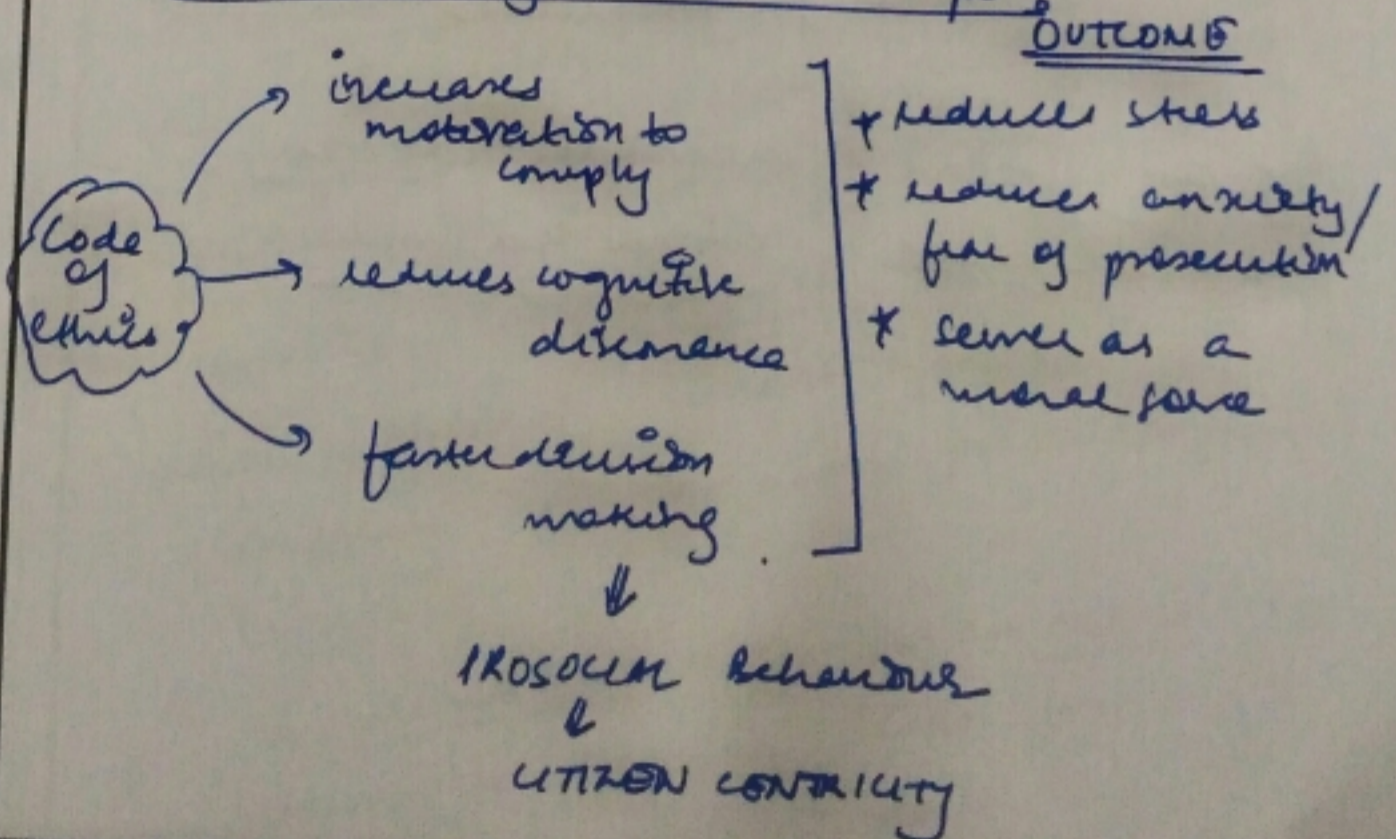 OUTCOME
increases
motivation to
comply
Code
of
ethics
reduces cognitive
dissonance
faster decision
making
* reduces stress
* reduces anxiety/
fear of prosecution
* serves as a
moral force
PROSOCIAL Behaviour
CITIZEN CENTRICITY